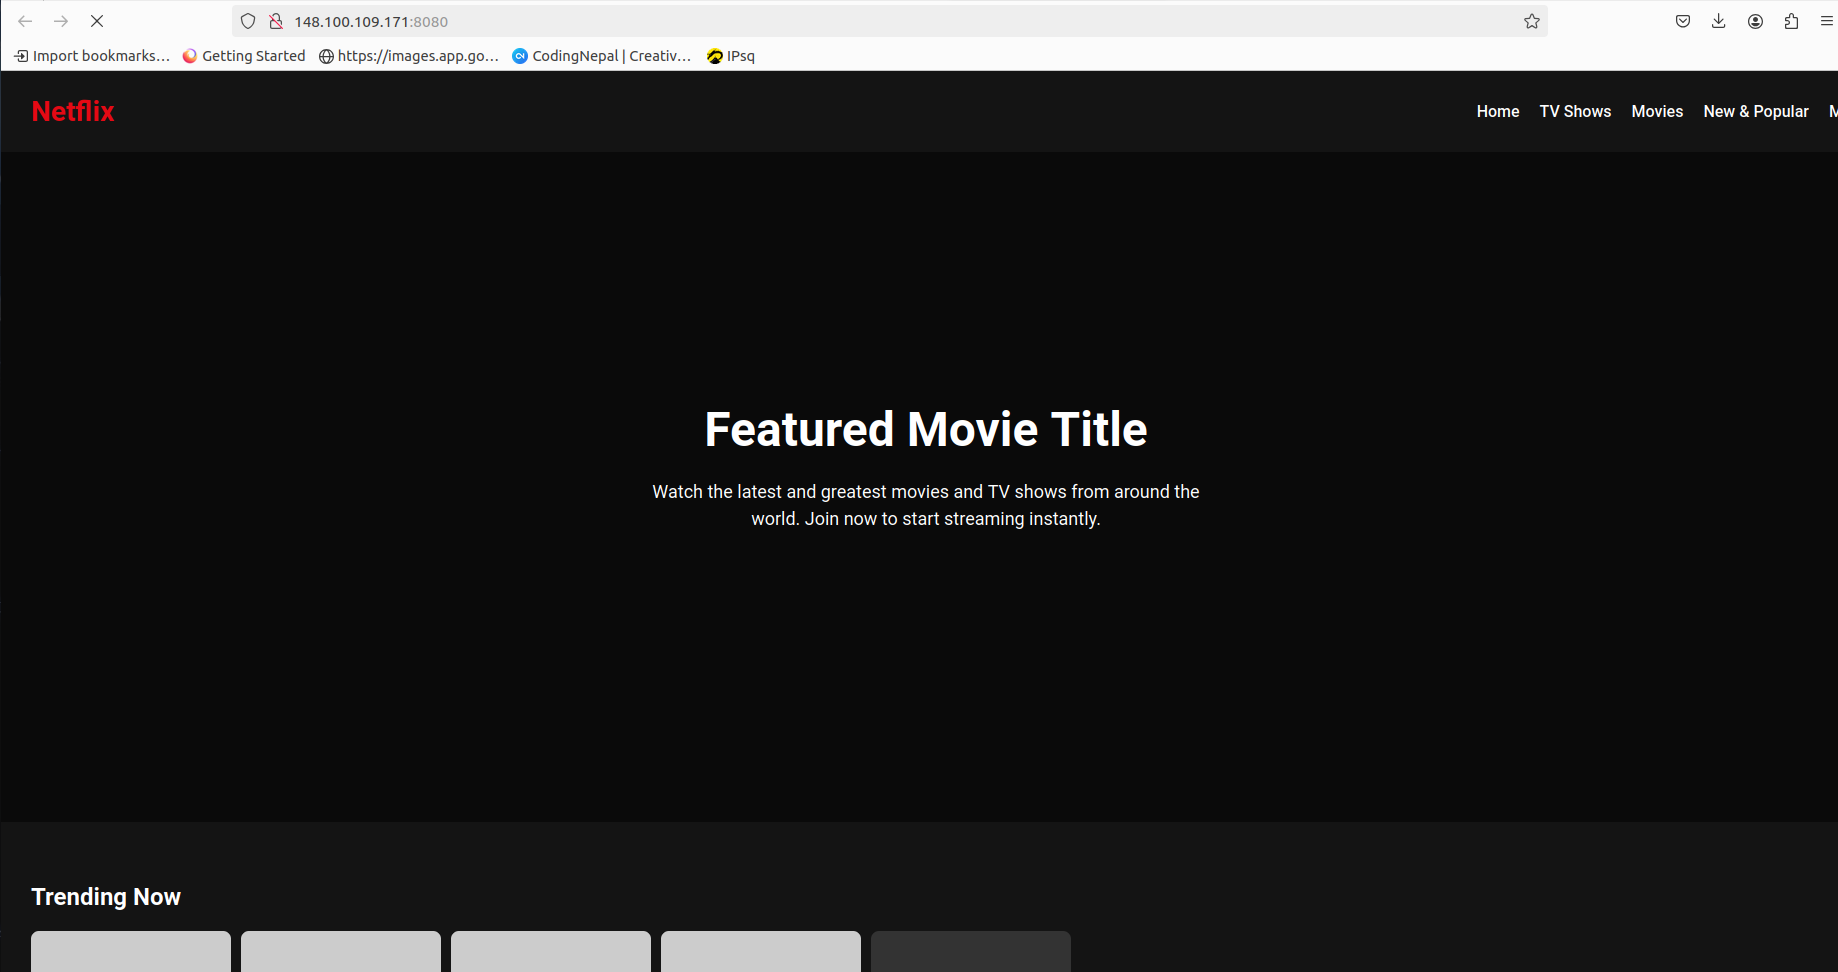 148.100.109.171:8080
Import bookmarks... Getting Started https://images.app.go... CodingNepal | Creativ... IPsq
Netflix
Home TV Shows Movies New & Popular
Featured Movie Title
Watch the latest and greatest movies and TV shows from around the
world. Join now to start streaming instantly.
Trending Now